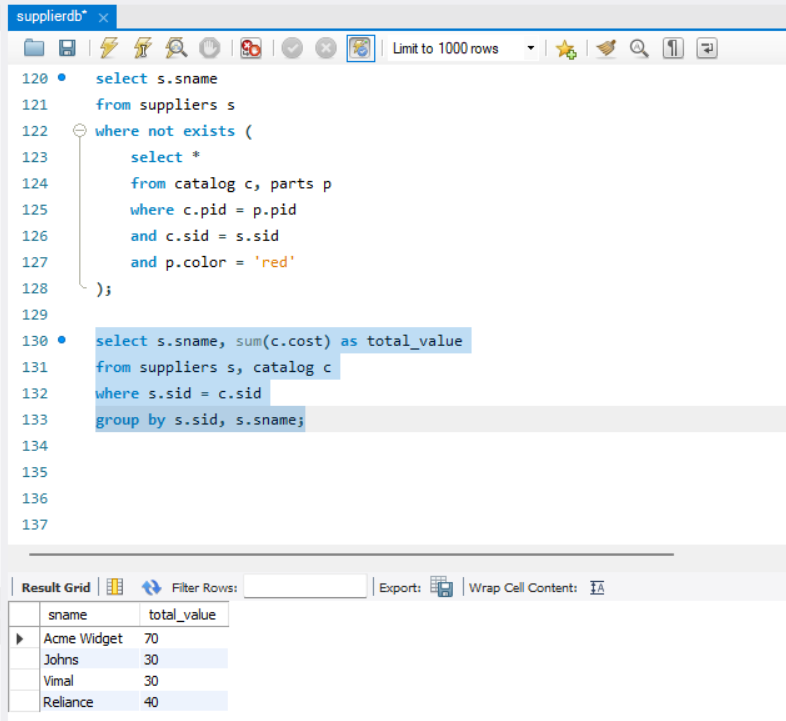 supplierdb* ×
Limit to 1000 rows
120 select s.sname
121 from suppliers s
122 where not exists (
123     select *
124     from catalog c, parts p
125     where c.pid = p.pid
126     and c.sid = s.sid
127     and p.color = 'red'
128 );
129
130 select s.sname, sum(c.cost) as total_value
131 from suppliers s, catalog c
132 where s.sid = c.sid
133 group by s.sid, s.sname;
134
135
136
137
Result Grid Filter Rows: Export: Wrap Cell Content: IA
sname total_value
Acme Widget 70
Johns 30
Vimal 30
Reliance 40